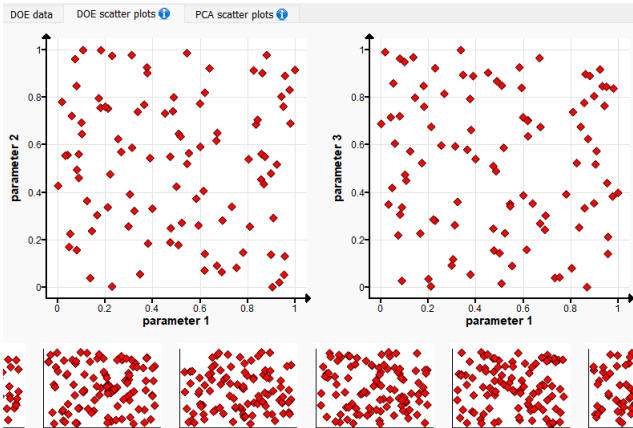 DOE data DOE scatter plots i PCA scatter plots i
1 1
0.8 0.8
0.6 0.6
parameter 2 parameter 3
0.4 0.4
0.2 0.2
0 0
0 0.2 0.4 0.6 0.8 1 0 0.2 0.4 0.6 0.8 1
parameter 1 parameter 1